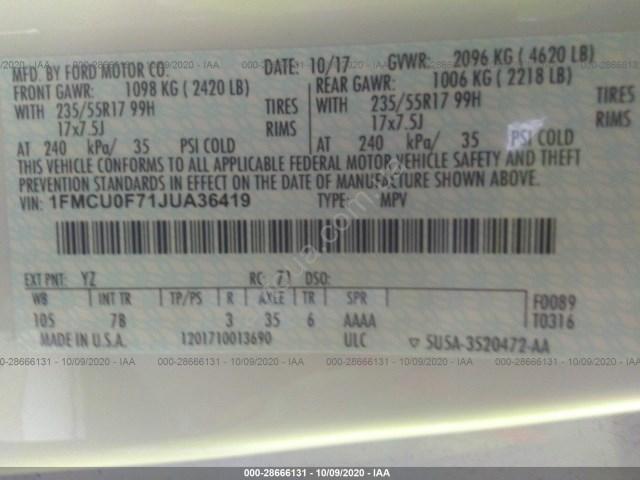 000-28666131 - 10/09/2020 - IAA
MFD. BY FORD MOTOR CO. DATE: 10/17 GVWR: 2096 KG ( 4620 LB)
FRONT GAWR: 1098 KG ( 2420 LB) REAR GAWR: 1006 KG ( 2218 LB)
WITH 235/55R17 99H TIRES WITH 235/55R17 99H TIRES
17x7.5J RIMS 17x7.5J RIMS
AT 240 kPa/ 35 PSI COLD AT 240 kPa/ 35 PSI COLD
THIS VEHICLE CONFORMS TO ALL APPLICABLE FEDERAL MOTOR VEHICLE SAFETY AND THEFT
PREVENTION STANDARDS IN EFFECT ON THE DATE OF MANUFACTURE SHOWN ABOVE.
VIN: 1FMCU0F71JUA36419 TYPE: MPV
EXT PNT: YZ RC: 71 DSO:
WB INT TR TP/PS R AXLE TR SPR F0089
105 7B 3 35 6 AAAA T0316
MADE IN U.S.A. 1201710013690 ULC SUSA-3520472-AA
000-28666131 - 10/09/2020 - IAA
000-28666131 - 10/09/2020 - IAA